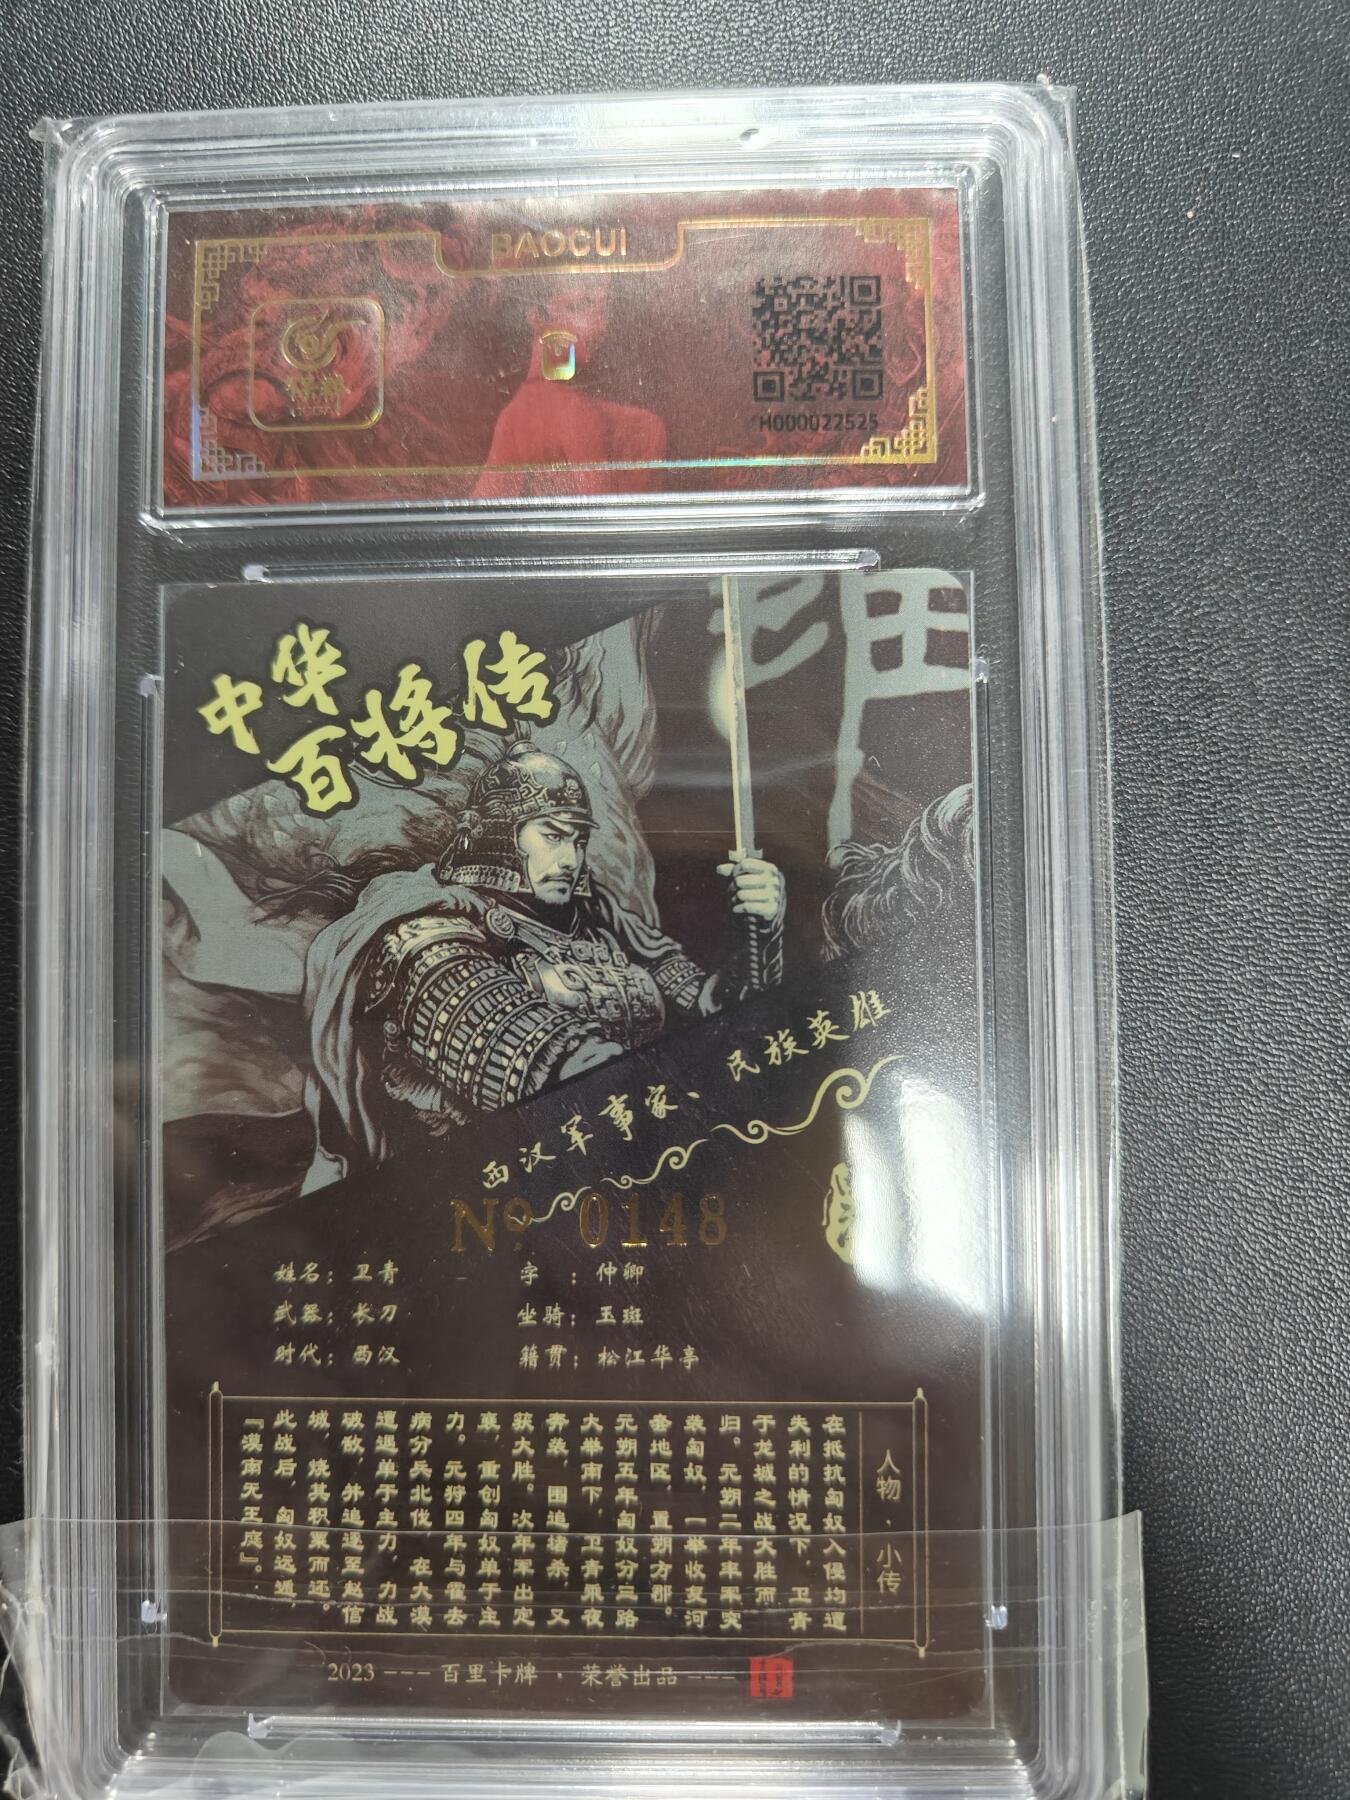 BAOCUI
H000022525
中华
百将传
西汉军事家、民族英雄
No 0148
姓名：卫青
字：仲卿
武器：长刀
坐骑：玉斑
时代：西汉
籍贯：松江华亭
人物·小传
在抵抗匈奴入侵均遭
失利的情况下，卫青
于龙城之战大胜而
归。元朔二年率军突
袭匈奴，一举收复河
套地区，置朔方郡。
元朔五年匈奴分三路
大举南下，卫青乘夜
奔袭，围追堵杀，又
获大胜。次年军出定
襄，重创匈奴单于主
力。元狩四年与霍去
病分兵北伐，在大漠
遭遇单于主力，力战
破敌，并追逐至赵信
城，烧其积粟而还。
此战后，匈奴远遁，
『漠南无王庭』。
2023 --- 百里卡牌 · 荣誉出品 ---